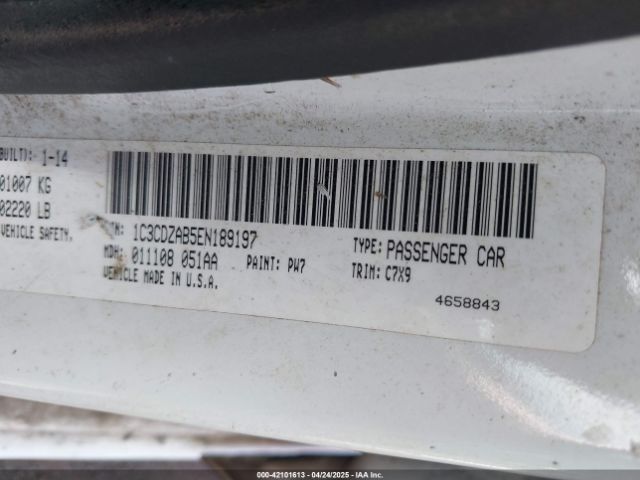 BUILT): 1-14
01007 KG
02220 LB
VEHICLE SAFETY.
1C3CDZAB5EN189197
MDH: 011108 051AA
PAINT: PW7
VEHICLE MADE IN U.S.A.
TYPE: PASSENGER CAR
TRIM: C7X9
4658843
000-42101613 - 04/24/2025 - IAA Inc.